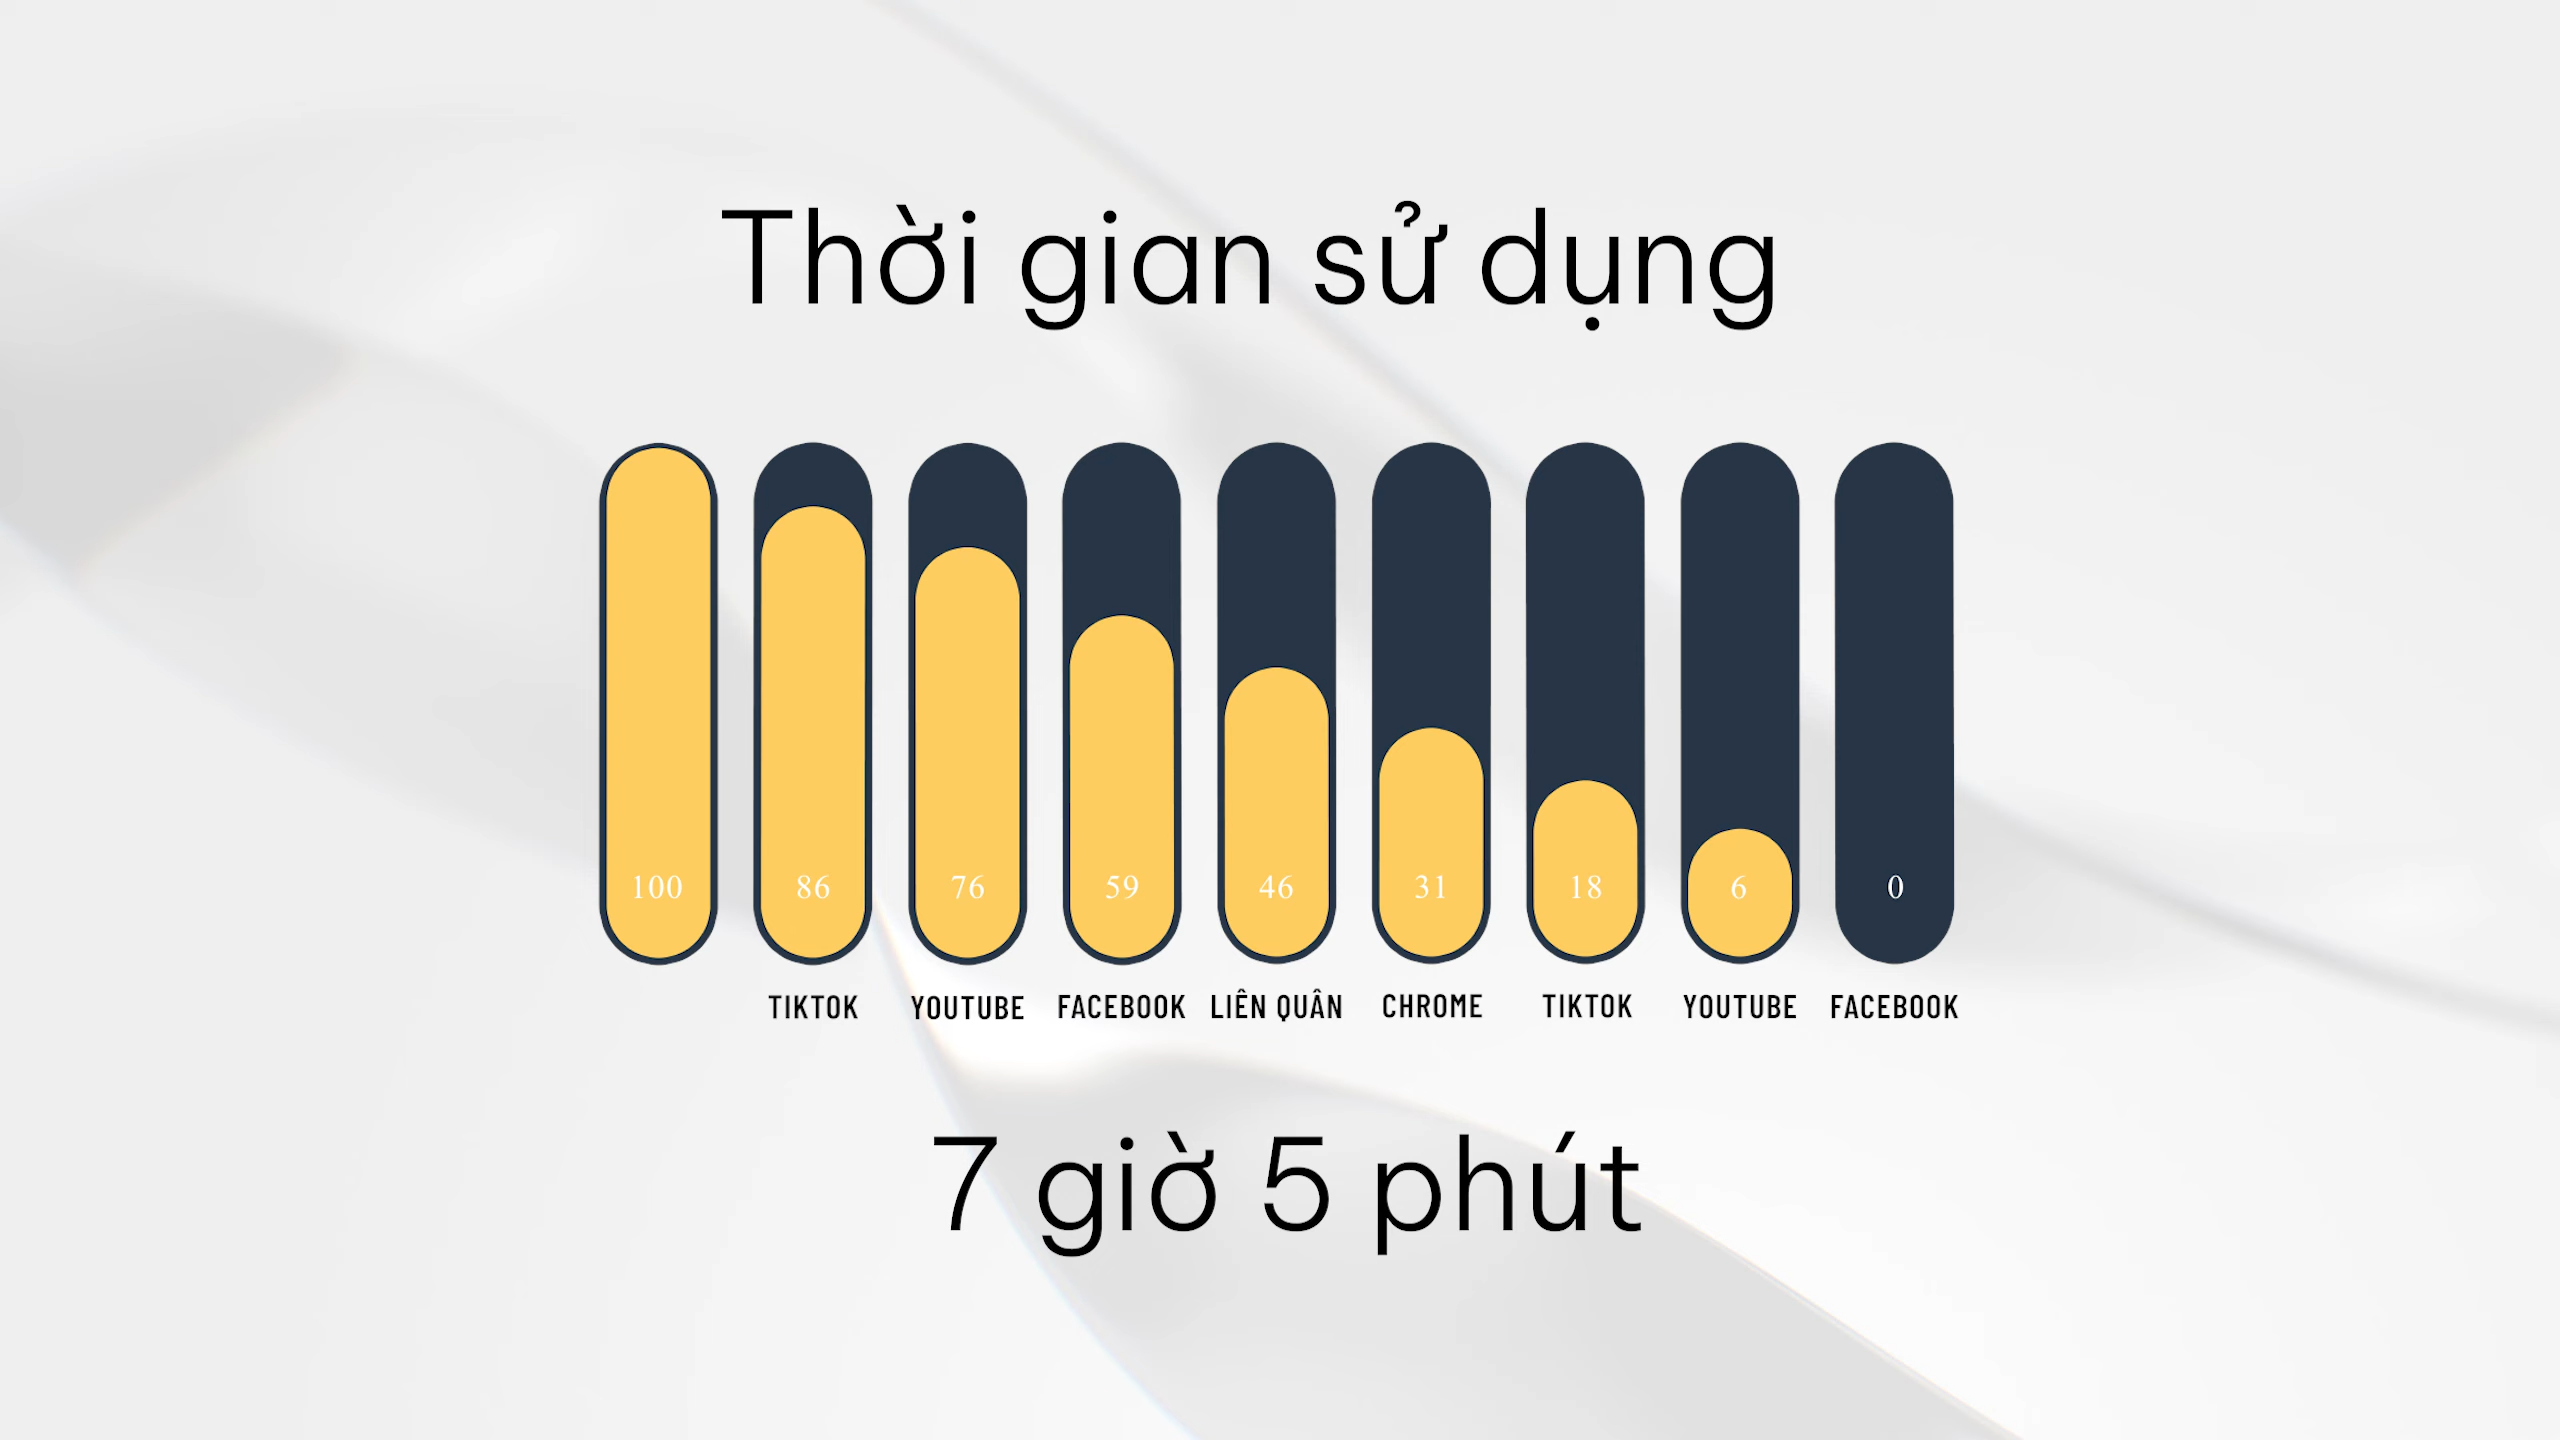 Thời gian sử dụng
100 86 76 59 46 31 18 6 0
TIKTOK YOUTUBE FACEBOOK LIÊN QUÂN CHROME TIKTOK YOUTUBE FACEBOOK
7 giờ 5 phút